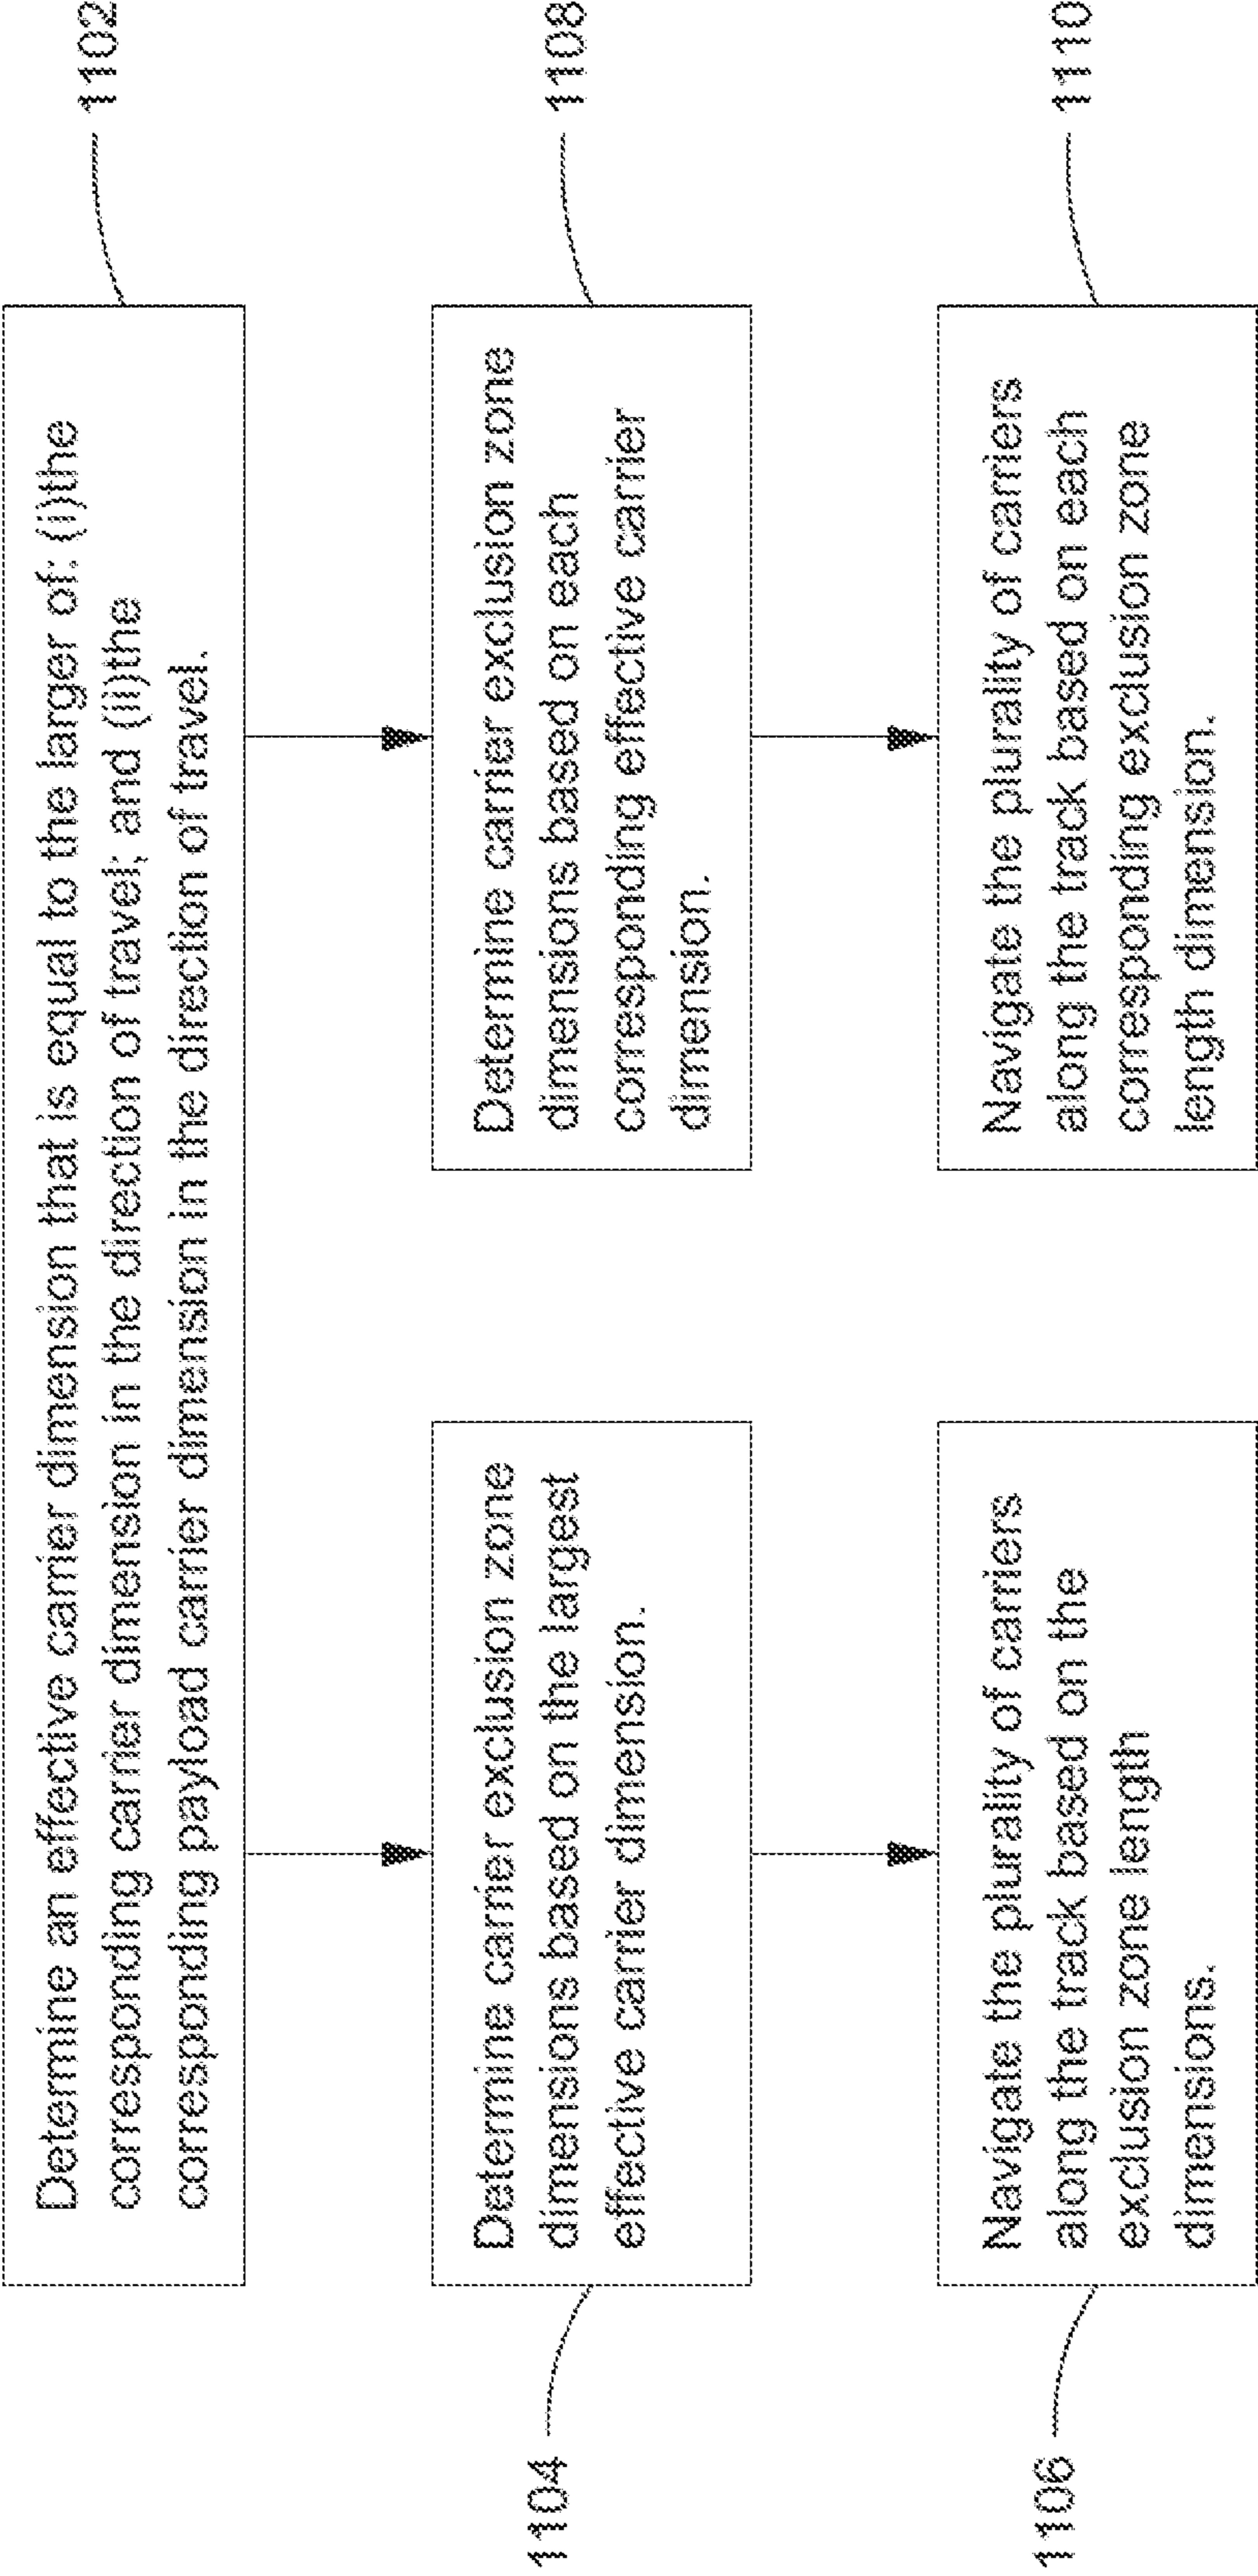 Determine an effective carrier dimension that is equal to the larger of: (i)the
corresponding carrier dimension in the direction of travel; and (ii)the
corresponding payload carrier dimension in the direction of travel.
1102
1104
Determine carrier exclusion zone
dimensions based on the largest
effective carrier dimension.
Determine carrier exclusion zone
dimensions based on each
corresponding effective carrier
dimension.
1108
1106
Navigate the plurality of carriers
along the track based on the
exclusion zone length
dimensions.
Navigate the plurality of carriers
along the track based on each
corresponding exclusion zone
length dimension.
1110